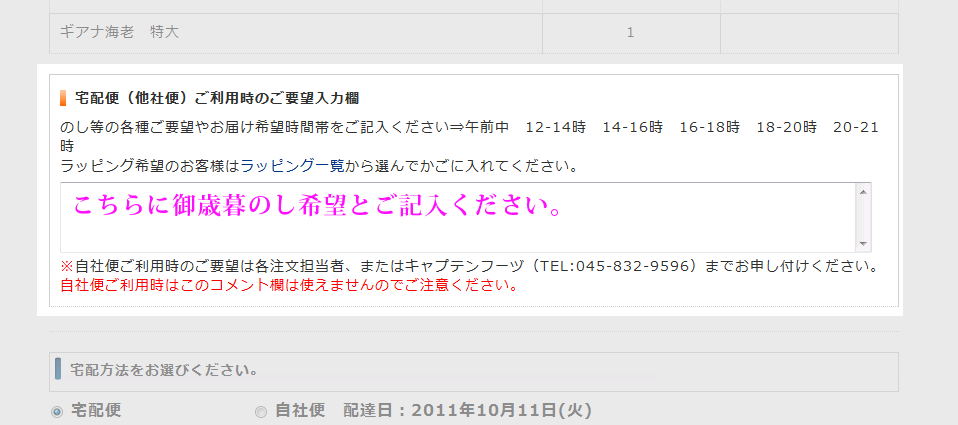 ギアナ海老　特大　1
宅配便（他社便）ご利用時のご要望入力欄
のし等の各種ご要望やお届け希望時間帯をご記入ください⇒午前中　12-14時　14-16時　16-18時　18-20時　20-21
時
ラッピング希望のお客様はラッピング一覧から選んでかごに入れてください。
こちらに御歳暮のし希望とご記入ください。
※自社便ご利用時のご要望は各注文担当者、またはキャプテンフーヅ（TEL:045-832-9596）までお申し付けください。
自社便ご利用時はこのコメント欄は使えませんのでご注意ください。
宅配方法をお選びください。
宅配便　自社便　配達日：2011年10月11日(火)